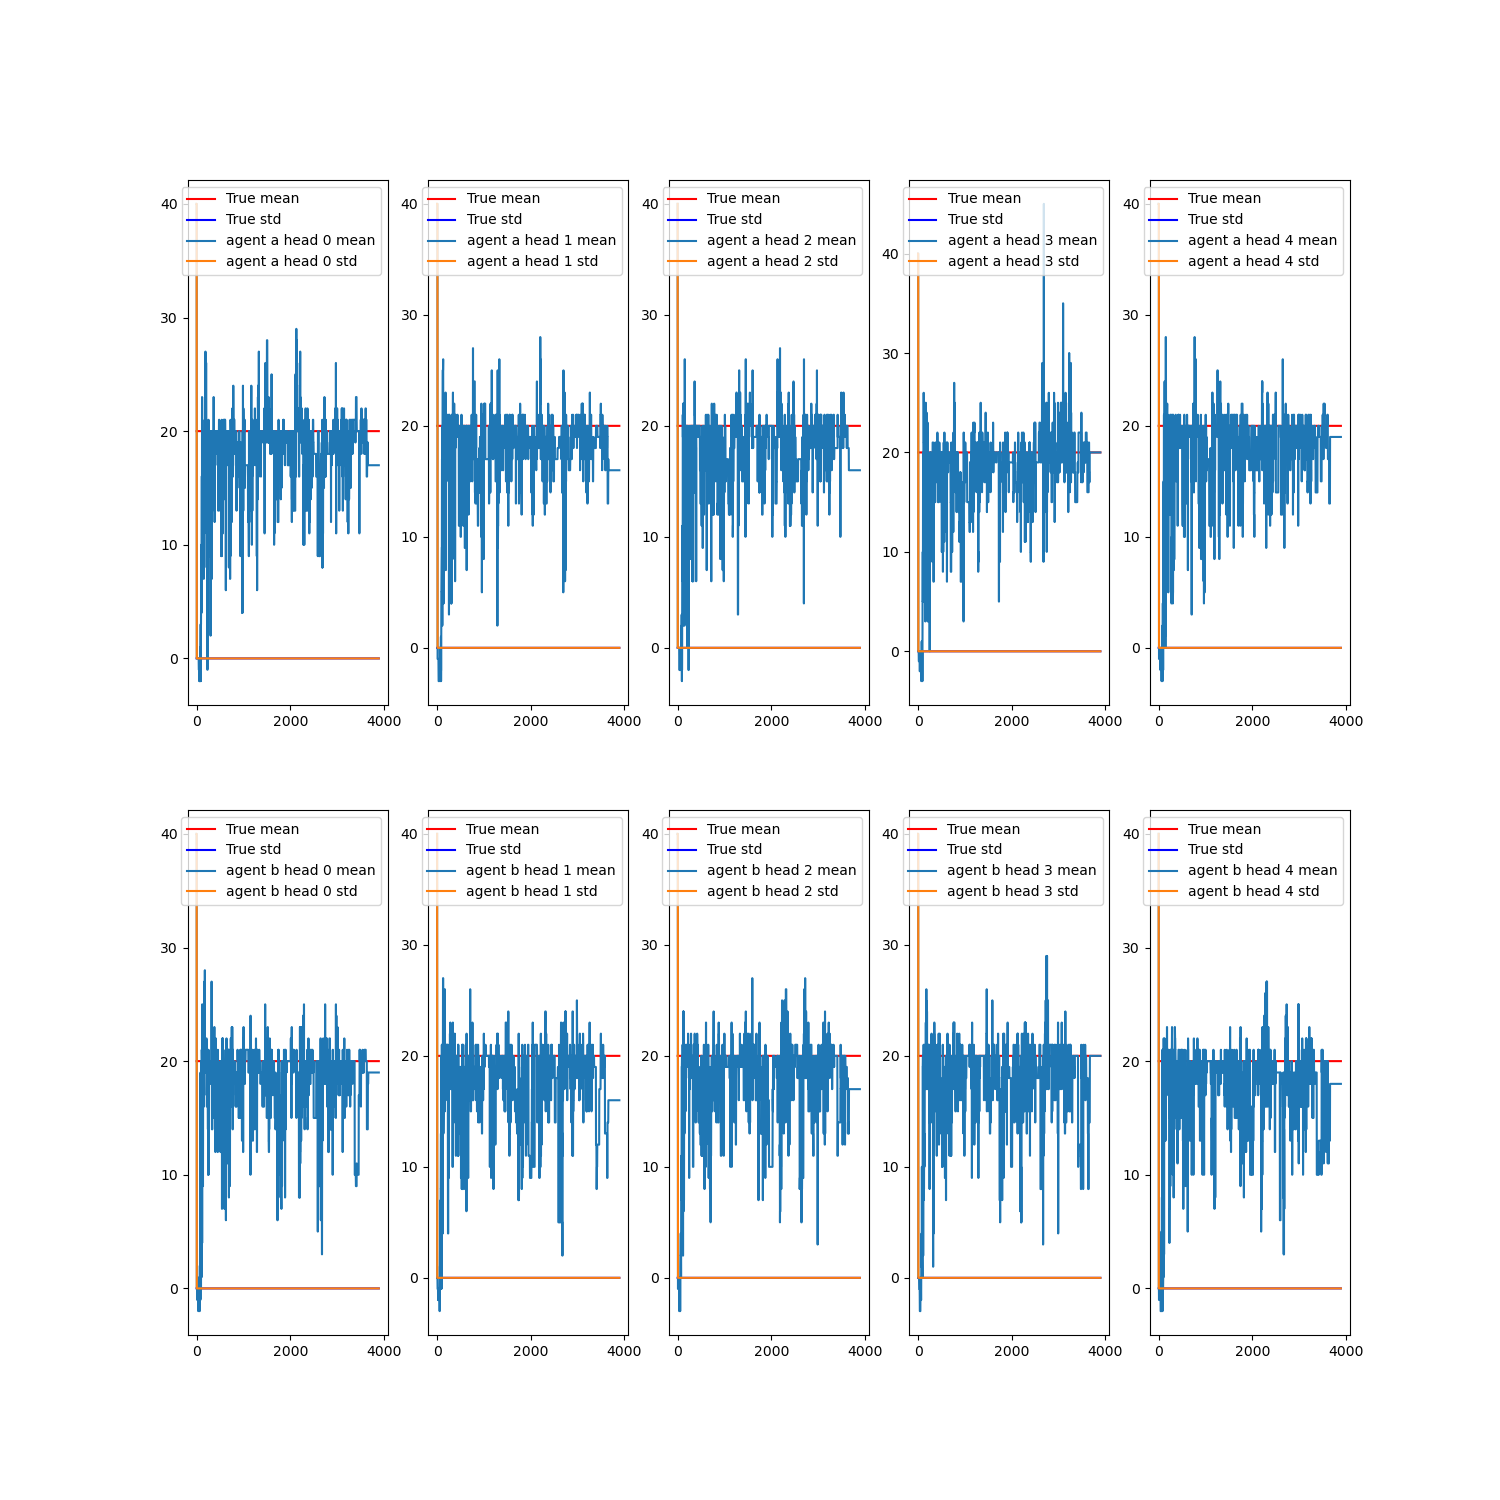 True mean
True std
agent a head 0 mean
agent a head 0 std
40
30
20
10
0
0 2000 4000
True mean
True std
agent a head 1 mean
agent a head 1 std
40
30
20
10
0
0 2000 4000
True mean
True std
agent a head 2 mean
agent a head 2 std
40
30
20
10
0
0 2000 4000
True mean
True std
agent a head 3 mean
agent a head 3 std
40
30
20
10
0
0 2000 4000
True mean
True std
agent a head 4 mean
agent a head 4 std
40
30
20
10
0
0 2000 4000
True mean
True std
agent b head 0 mean
agent b head 0 std
40
30
20
10
0
0 2000 4000
True mean
True std
agent b head 1 mean
agent b head 1 std
40
30
20
10
0
0 2000 4000
True mean
True std
agent b head 2 mean
agent b head 2 std
40
30
20
10
0
0 2000 4000
True mean
True std
agent b head 3 mean
agent b head 3 std
40
30
20
10
0
0 2000 4000
True mean
True std
agent b head 4 mean
agent b head 4 std
40
30
20
10
0
0 2000 4000